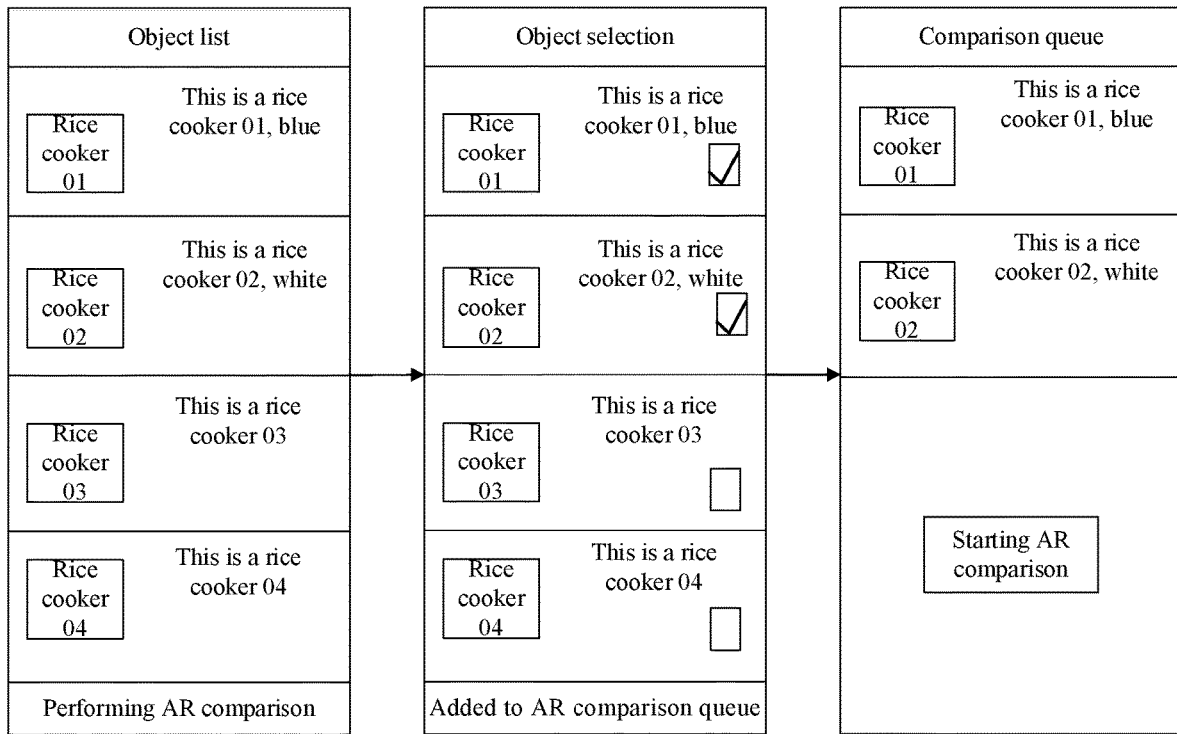 Object list
This is a rice
cooker 01, blue
Rice
cooker
01
This is a rice
cooker 02, white
Rice
cooker
02
This is a rice
cooker 03
Rice
cooker
03
This is a rice
cooker 04
Rice
cooker
04
Performing AR comparison
Object selection
This is a rice
cooker 01, blue
Rice
cooker
01
This is a rice
cooker 02, white
Rice
cooker
02
This is a rice
cooker 03
Rice
cooker
03
This is a rice
cooker 04
Rice
cooker
04
Added to AR comparison queue
Comparison queue
This is a rice
cooker 01, blue
Rice
cooker
01
This is a rice
cooker 02, white
Rice
cooker
02
Starting AR
comparison